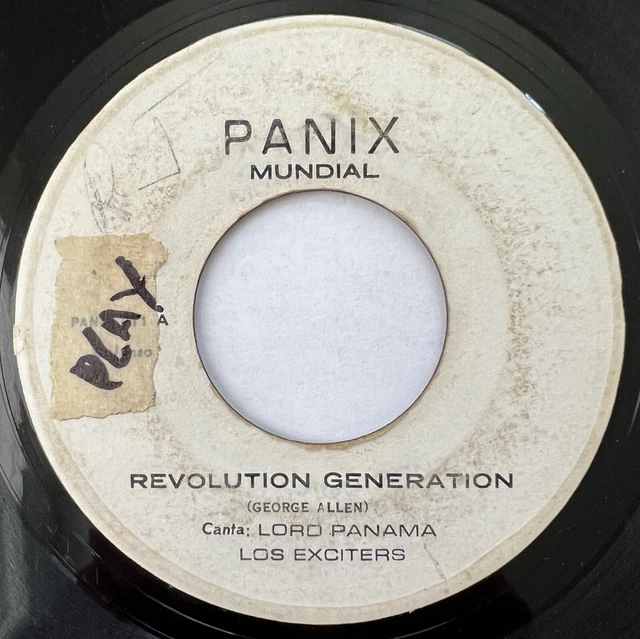 PANIX
MUNDIAL
PLAY
REVOLUTION GENERATION
(GEORGE ALLEN)
Canta: LORD PANAMA
LOS EXCITERS